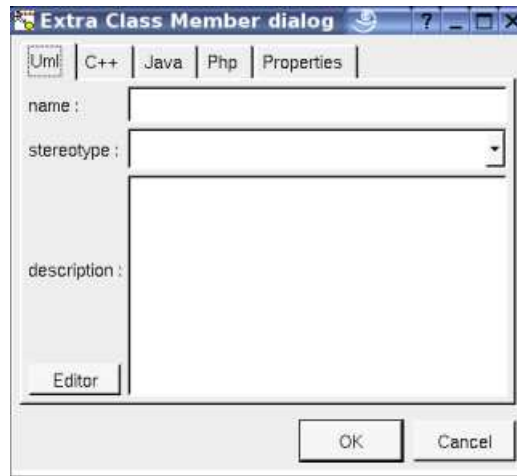 Extra Class Member dialog ? _ X
Uml C++ Java Php Properties
name :
stereotype :
description :
Editor
OK Cancel